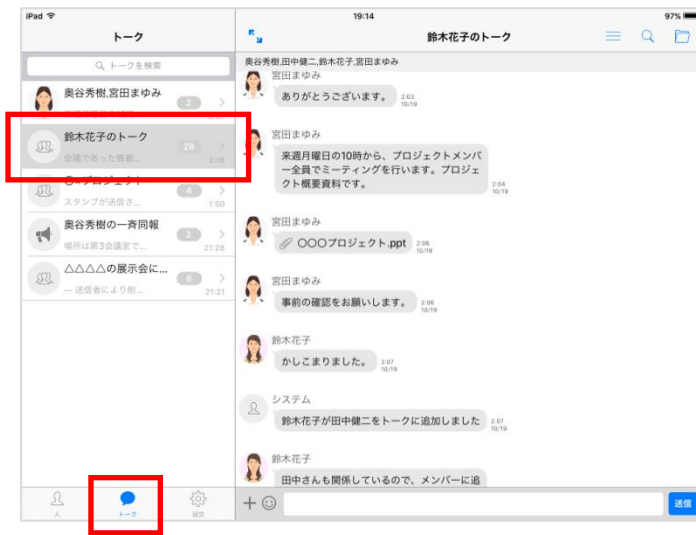 iPad
19:14
97%
トーク
鈴木花子のトーク
トークを検索
奥谷秀樹,宮田まゆみ
2
鈴木花子のトーク
28
会議であった情報...
2:16
プロジェクト
4
スタンプが送信さ...
1:50
奥谷秀樹の一斉同報
2
場所は第3会議室で...
21:28
△△△△の展示会に...
6
-- 送信者により削...
21:21
人
トーク
設定
奥谷秀樹,田中健二,鈴木花子,宮田まゆみ
宮田まゆみ
ありがとうございます。
2:03
10/19
宮田まゆみ
来週月曜日の10時から、プロジェクトメンバ
ー全員でミーティングを行います。プロジェ
クト概要資料です。
2:04
10/19
宮田まゆみ
〇〇〇プロジェクト.ppt
2:06
10/19
宮田まゆみ
事前の確認をお願いします。
2:06
10/19
鈴木花子
かしこまりました。
2:07
10/19
システム
鈴木花子が田中健二をトークに追加しました
2:07
10/19
鈴木花子
田中さんも関係しているので、メンバーに追
送信